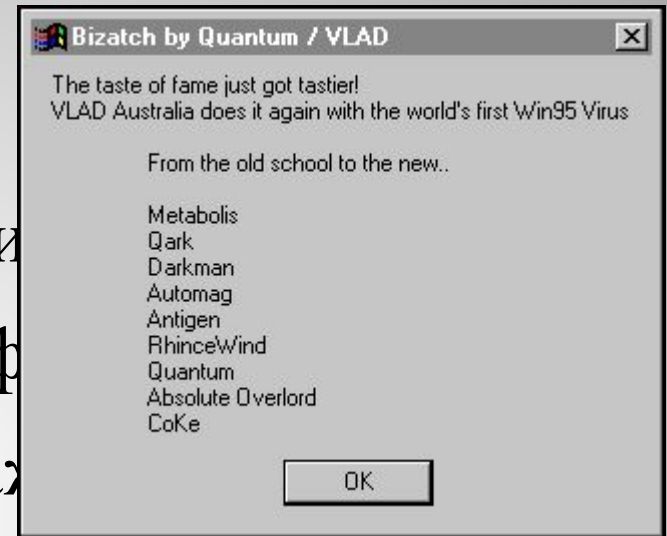 Bizatch by Quantum / VLAD
The taste of fame just got tastier!
VLAD Australia does it again with the world's first Win95 Virus
From the old school to the new..
Metabolis
Qark
Darkman
Automag
Antigen
RhinceWind
Quantum
Absolute Overlord
CoKe
OK